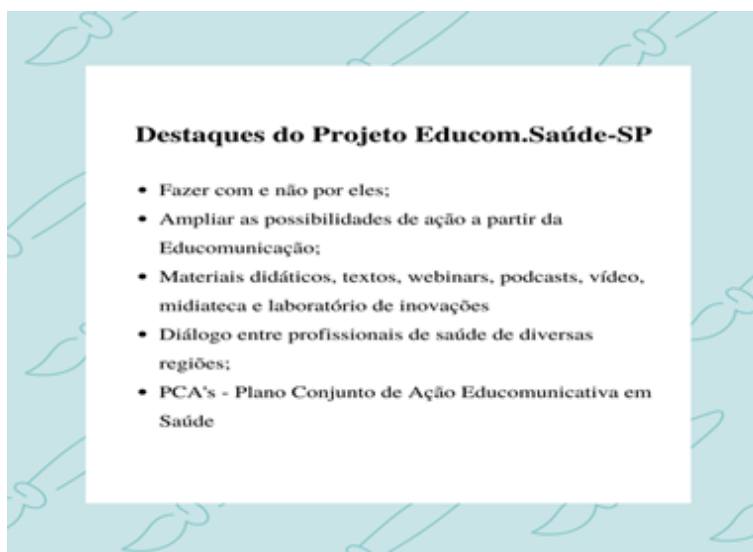 Destaques do Projeto Educom.Saúde-SP
• Fazer com e não por eles;
• Ampliar as possibilidades de ação a partir da
Educomunicação;
• Materiais didáticos, textos, webinars, podcasts, vídeo,
midiateca e laboratório de inovações
• Diálogo entre profissionais de saúde de diversas
regiões;
• PCA's - Plano Conjunto de Ação Educomunicativa em
Saúde